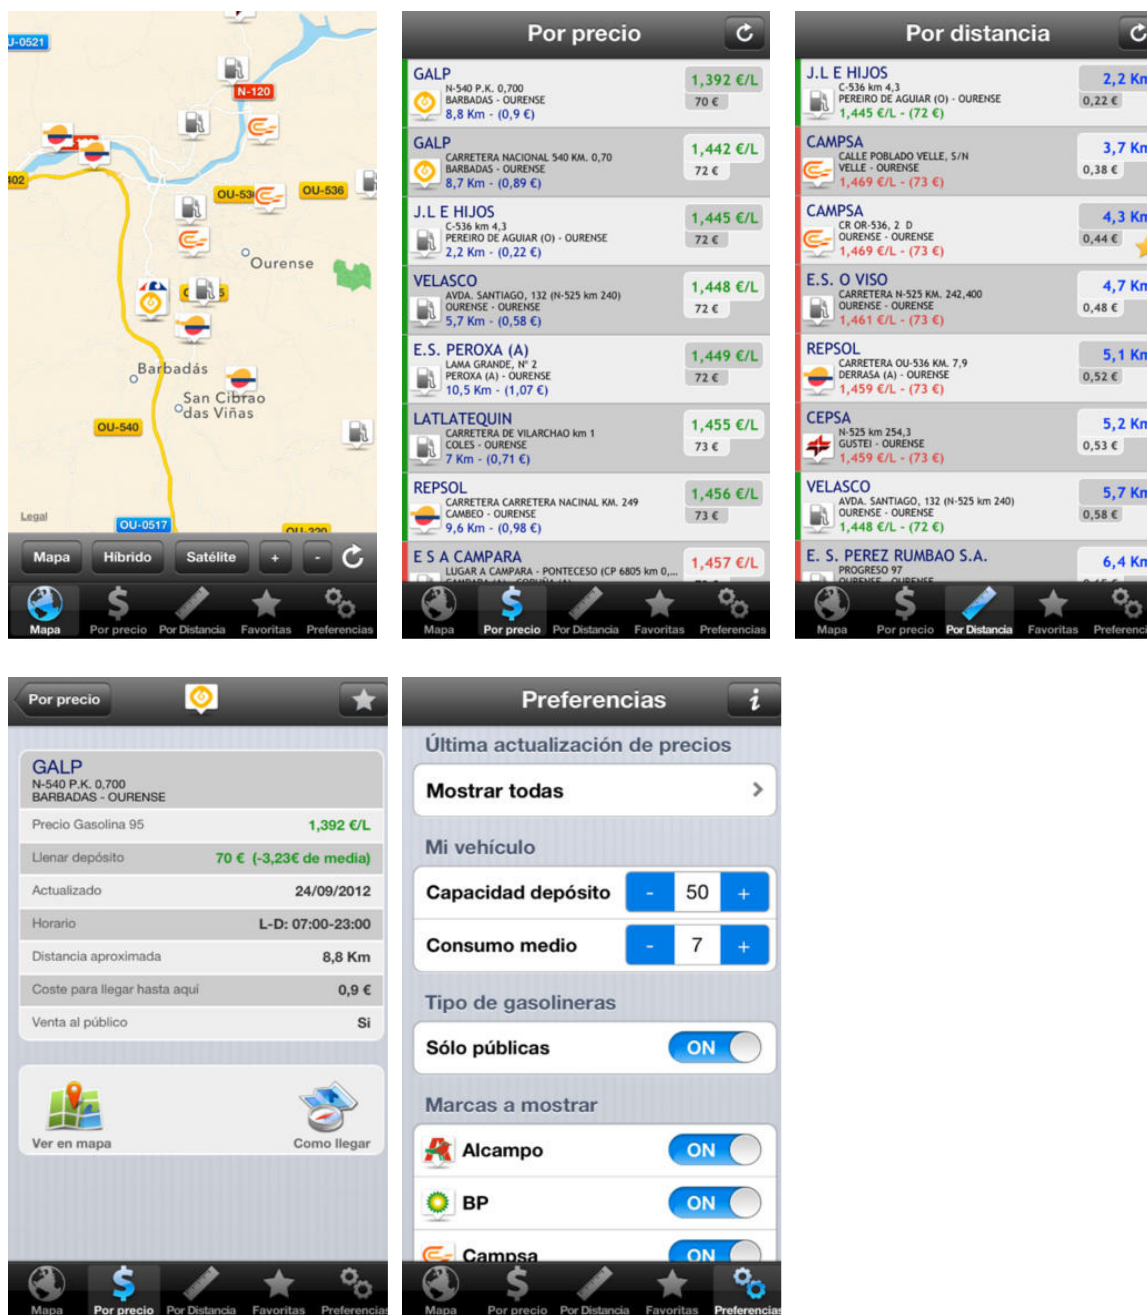 J-0521
N-120
402
OU-536
OU-536
Ourense
Barbadás
San Cibrao
das Viñas
OU-540
Legal
OU-0517
OU-320
Mapa Híbrido Satélite + -
Mapa Por precio Por Distancia Favoritas Preferencias
Por precio
GALP
N-540 P.K. 0,700
BARBADAS - OURENSE
8,8 Km - (0,9 €)
1,392 €/L
70 €
GALP
CARRETERA NACIONAL 540 KM. 0,70
BARBADAS - OURENSE
8,7 Km - (0,89 €)
1,442 €/L
72 €
J.L E HIJOS
C-536 km 4,3
PEREIRO DE AGUIAR (O) - OURENSE
2,2 Km - (0,22 €)
1,445 €/L
72 €
VELASCO
AVDA. SANTIAGO, 132 (N-525 km 240)
OURENSE - OURENSE
5,7 Km - (0,58 €)
1,448 €/L
72 €
E.S. PEROXA (A)
LAMA GRANDE, Nº 2
PEROXA (A) - OURENSE
10,5 Km - (1,07 €)
1,449 €/L
72 €
LATLATEQUIN
CARRETERA DE VILARCHAO km 1
COLES - OURENSE
7 Km - (0,71 €)
1,455 €/L
73 €
REPSOL
CARRETERA CARRETERA NACINAL KM. 249
CAMBEO - OURENSE
9,6 Km - (0,98 €)
1,456 €/L
73 €
E S A CAMPARA
LUGAR A CAMPARA - PONTECESO (CP 6805 km 0,...
1,457 €/L
Mapa Por precio Por Distancia Favoritas Preferencias
Por distancia
J.L E HIJOS
C-536 km 4,3
PEREIRO DE AGUIAR (O) - OURENSE
1,445 €/L - (72 €)
2,2 Km
0,22 €
CAMPSA
CALLE POBLADO VELLE, S/N
VELLE - OURENSE
1,469 €/L - (73 €)
3,7 Km
0,38 €
CAMPSA
CR OR-536, 2 D
OURENSE - OURENSE
1,469 €/L - (73 €)
4,3 Km
0,44 €
E.S. O VISO
CARRETERA N-525 KM. 242,400
OURENSE - OURENSE
1,461 €/L - (73 €)
4,7 Km
0,48 €
REPSOL
CARRETERA OU-536 KM. 7,9
DERRASA (A) - OURENSE
1,459 €/L - (73 €)
5,1 Km
0,52 €
CEPSA
N-525 km 254,3
GUSTEI - OURENSE
1,459 €/L - (73 €)
5,2 Km
0,53 €
VELASCO
AVDA. SANTIAGO, 132 (N-525 km 240)
OURENSE - OURENSE
1,448 €/L - (72 €)
5,7 Km
0,58 €
E. S. PEREZ RUMBAO S.A.
PROGRESO 97
6,4 Km
Mapa Por precio Por Distancia Favoritas Preferenci
Por precio
GALP
N-540 P.K. 0,700
BARBADAS - OURENSE
Precio Gasolina 95 1,392 €/L
Llenar depósito 70 € (-3,23€ de media)
Actualizado 24/09/2012
Horario L-D: 07:00-23:00
Distancia aproximada 8,8 Km
Coste para llegar hasta aquí 0,9 €
Venta al público Si
Ver en mapa Como llegar
Mapa Por precio Por Distancia Favoritas Preferencias
Preferencias i
Última actualización de precios
Mostrar todas
Mi vehículo
Capacidad depósito - 50 +
Consumo medio - 7 +
Tipo de gasolineras
Sólo públicas ON
Marcas a mostrar
Alcampo ON
BP ON
Campsa ON
Mapa Por precio Por Distancia Favoritas Preferencias